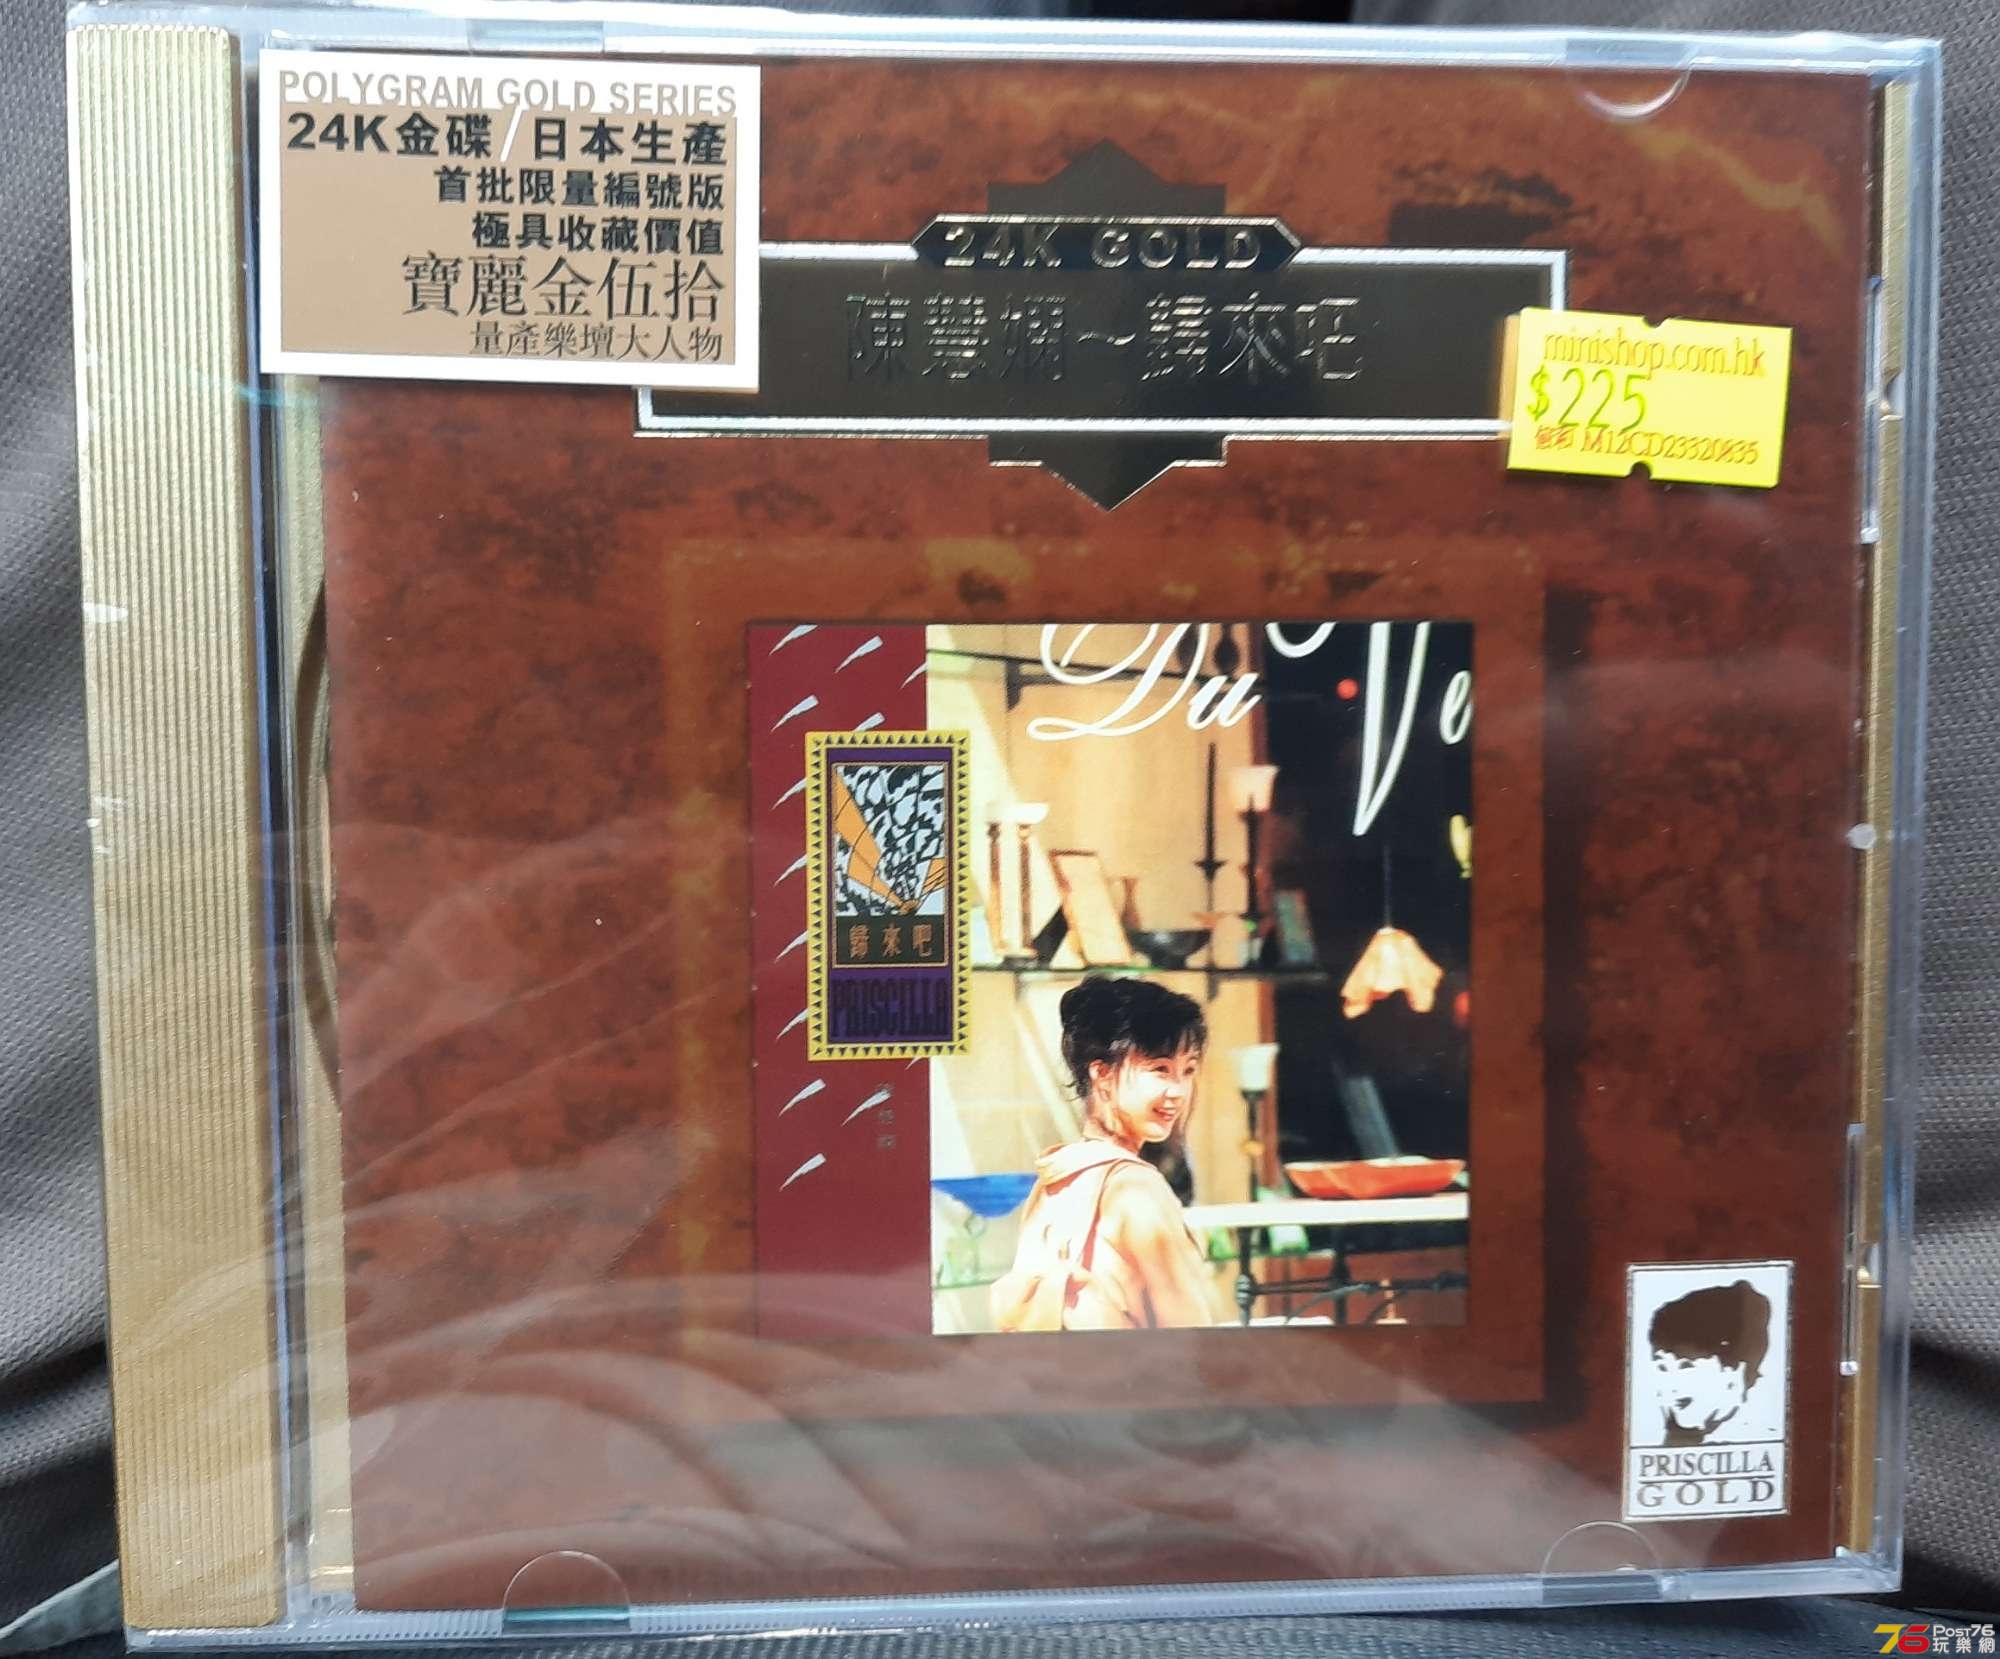 POLYGRAM GOLD SERIES
24K金碟/日本生產
首批限量編號版
極具收藏價值
寶麗金伍拾
量產樂壇大人物
24K GOLD
陳慧嫻～歸來吧
minishop.com.hk
$225
M12CD23320835
Du Ve
歸來吧
PRISCILLA
PRISCILLA
GOLD
76 Post76
玩樂網